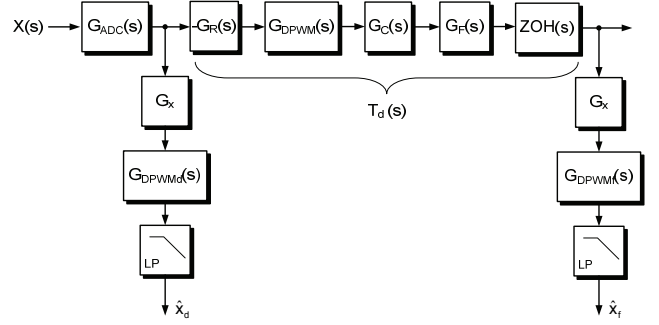 X(s) G_ADC(s) -G_R(s) G_DPWM(s) G_C(s) G_F(s) ZOH(s)
T_d(s)
G_x G_x
G_DPWMd(s) G_DPWMf(s)
LP LP
x̂_d x̂_f